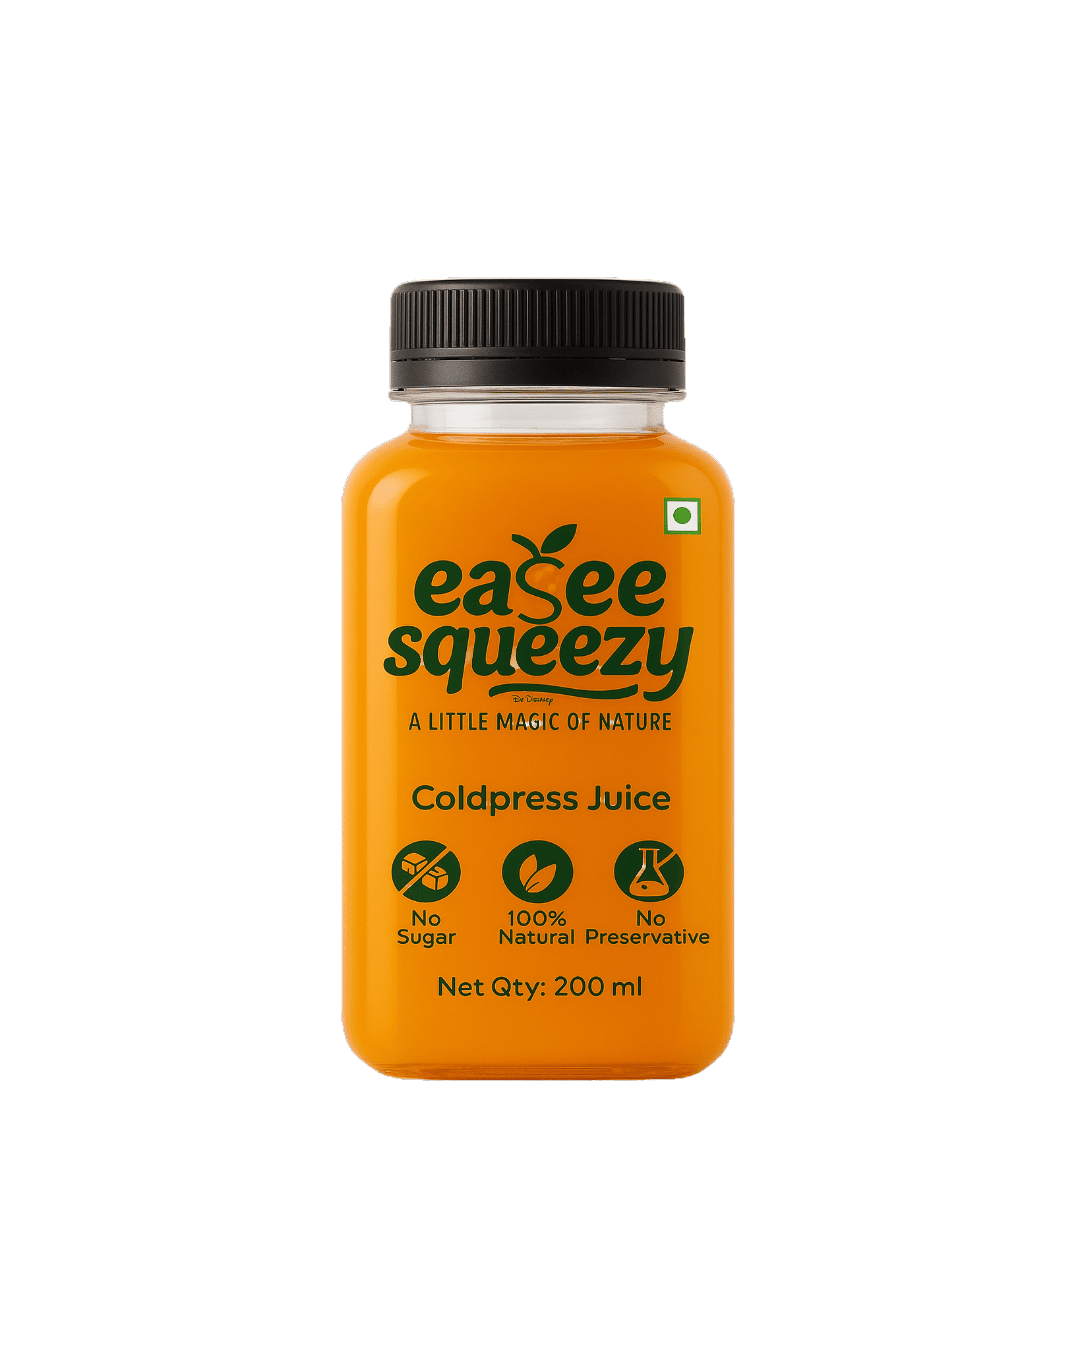 easee
squeezy
A LITTLE MAGIC OF NATURE
Coldpress Juice
No Sugar
100% Natural
No Preservative
Net Qty: 200 ml